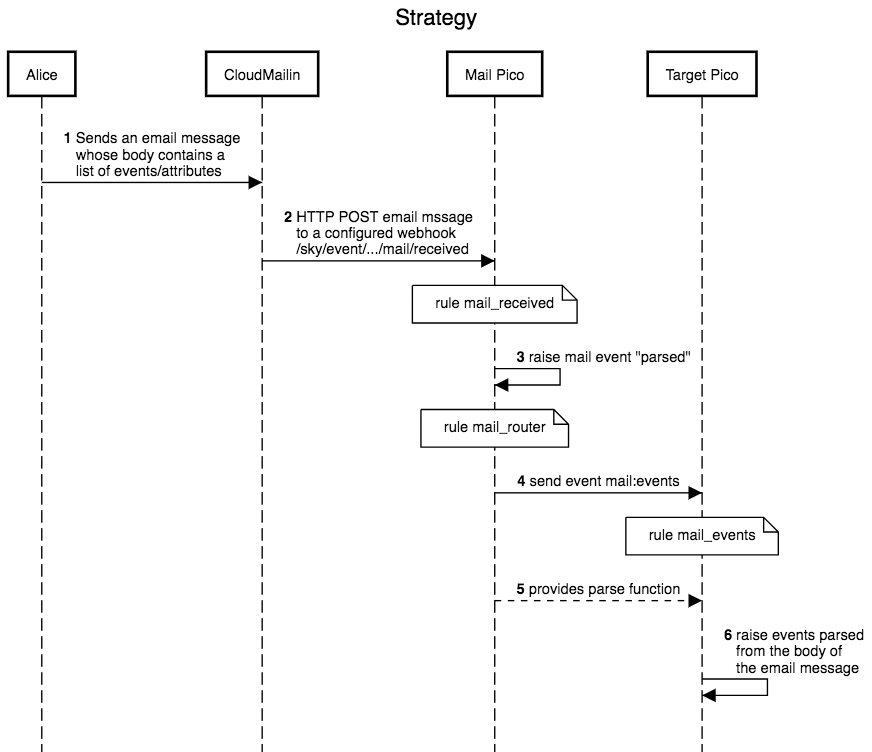 Strategy
Alice
CloudMailin
Mail Pico
Target Pico
1 Sends an email message
whose body contains a
list of events/attributes
2 HTTP POST email mssage
to a configured webhook
/sky/event/.../mail/received
rule mail_received
3 raise mail event "parsed"
rule mail_router
4 send event mail:events
rule mail_events
5 provides parse function
6 raise events parsed
from the body of
the email message